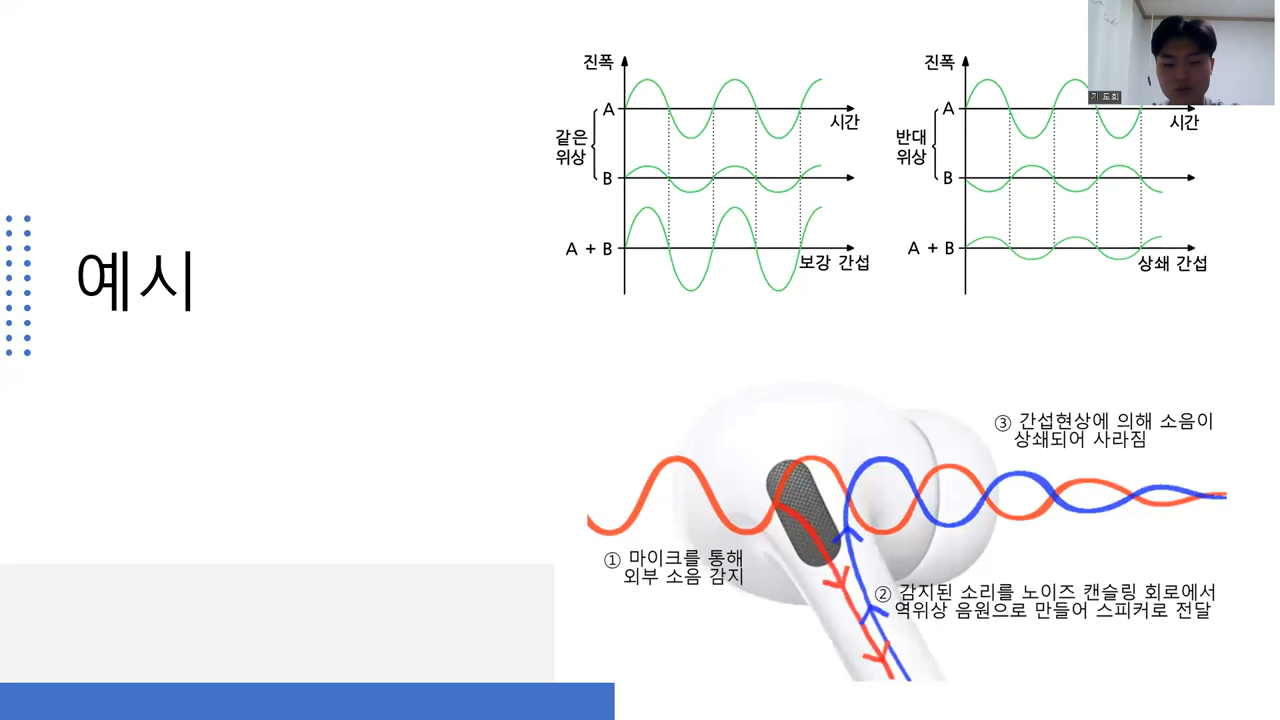 예시
진폭
A
시간
같은
위상
B
A + B
보강 간섭
진폭
A
시간
반대
위상
B
A + B
상쇄 간섭
기 도희
③ 간섭현상에 의해 소음이
상쇄되어 사라짐
① 마이크를 통해
외부 소음 감지
② 감지된 소리를 노이즈 캔슬링 회로에서
역위상 음원으로 만들어 스피커로 전달